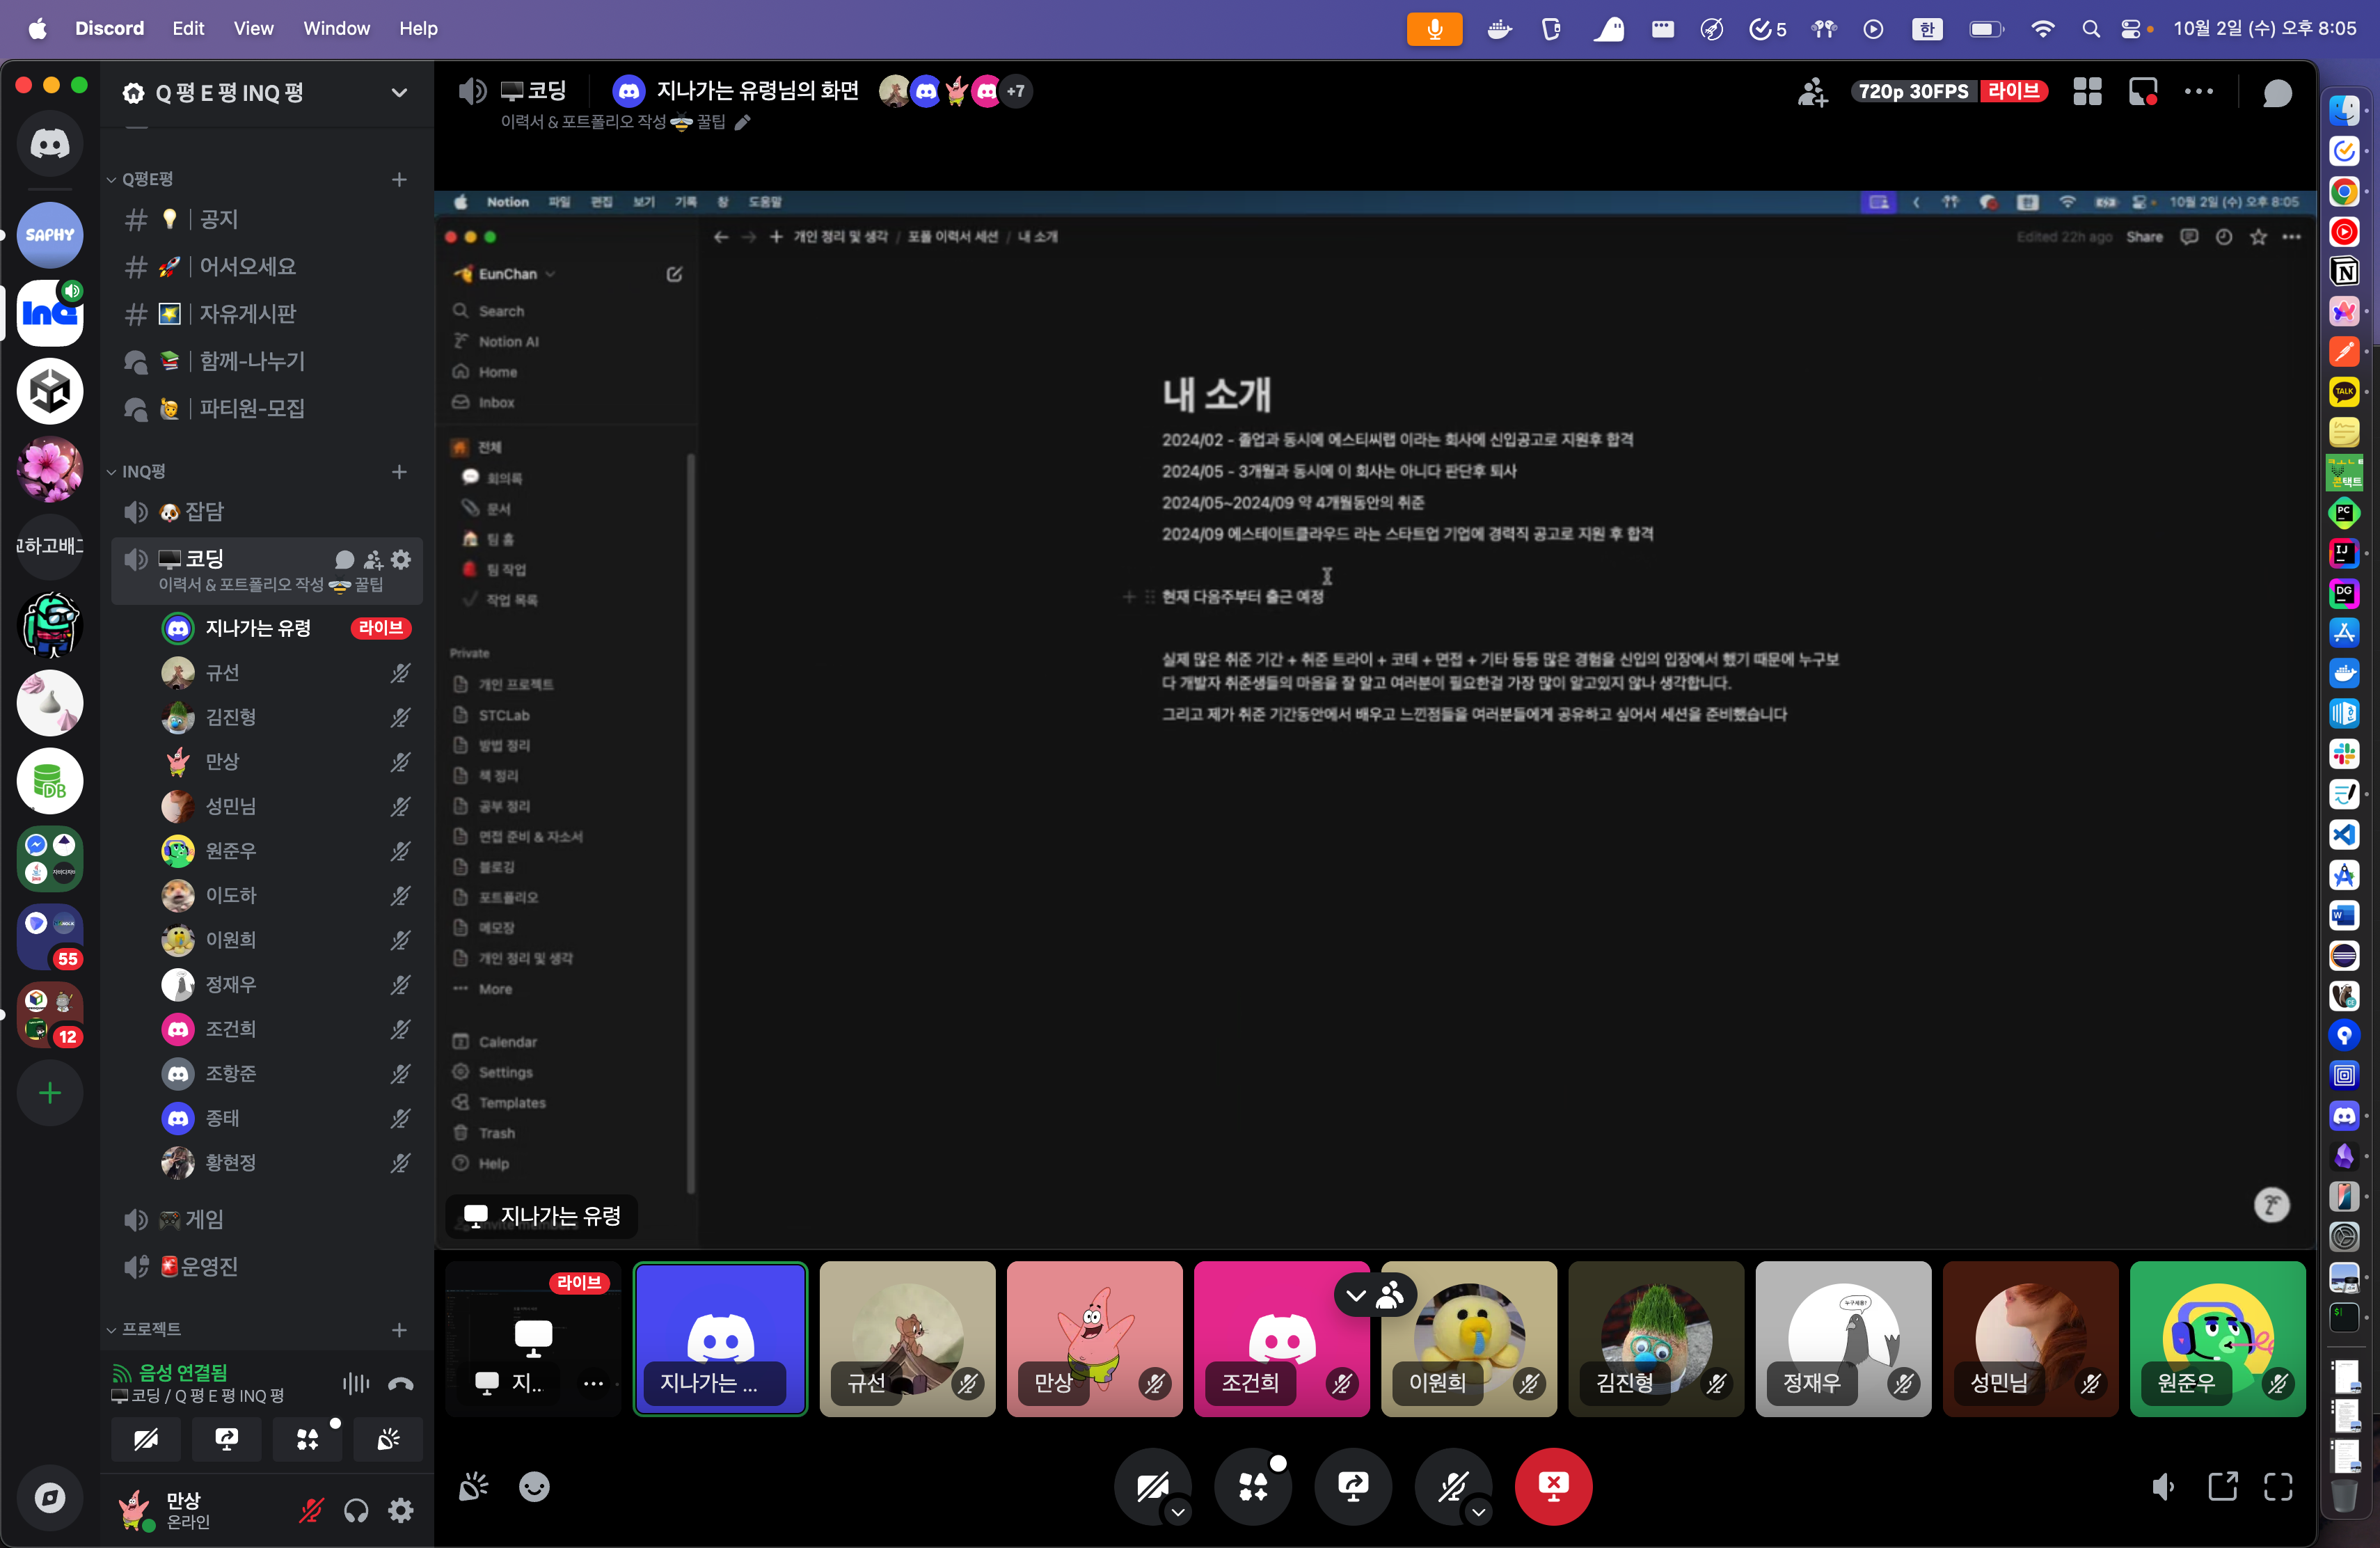 Discord Edit View Window Help
5 한 10월 2일 (수) 오후 8:05
Q 평 E 평 INQ 평
Q평E평
공지
어서오세요
자유게시판
함께-나누기
파티원-모집
INQ평
잡담
코딩
이력서 & 포트폴리오 작성 꿀팁
지나가는 유령 라이브
규선
김진형
만상
성민님
원준우
이도하
이원희
정재우
조건희
조항준
종태
황현정
게임
운영진
프로젝트
음성 연결됨
코딩 / Q 평 E 평 INQ 평
만상
온라인
SAPHY
InQ
DB
55
12
코딩 지나가는 유령님의 화면 +7
이력서 & 포트폴리오 작성 꿀팁
720p 30FPS 라이브
Notion 파일 편집 보기 기록 창 도움말
10월 2일 (수) 오후 8:05
개인 정리 및 생각 / 포폴 이력서 세션 / 내 소개
Edited 22h ago Share
EunChan
Search
Notion AI
Home
Inbox
전체
회의록
문서
팀 홈
팀 작업
작업 목록
Private
개인 프로젝트
STCLab
방법 정리
책 정리
공부 정리
면접 준비 & 자소서
블로깅
포트폴리오
메모장
개인 정리 및 생각
More
Calendar
Settings
Templates
Trash
Help
지나가는 유령
내 소개
2024/02 - 졸업과 동시에 에스티씨랩 이라는 회사에 신입공고로 지원후 합격
2024/05 - 3개월과 동시에 이 회사는 아니다 판단후 퇴사
2024/05~2024/09 약 4개월동안의 취준
2024/09 에스테이트클라우드 라는 스타트업 기업에 경력직 공고로 지원 후 합격
현재 다음주부터 출근 예정
실제 많은 취준 기간 + 취준 트라이 + 코테 + 면접 + 기타 등등 많은 경험을 신입의 입장에서 했기 때문에 누구보
다 개발자 취준생들의 마음을 잘 알고 여러분이 필요한걸 가장 많이 알고있지 않나 생각합니다.
그리고 제가 취준 기간동안에서 배우고 느낀점들을 여러분들에게 공유하고 싶어서 세션을 준비했습니다
라이브
지... 지나가는 ... 규선 만상 조건희 이원희 김진형 정재우 성민님 원준우
TALK
콘택트
PC
IJ
DG